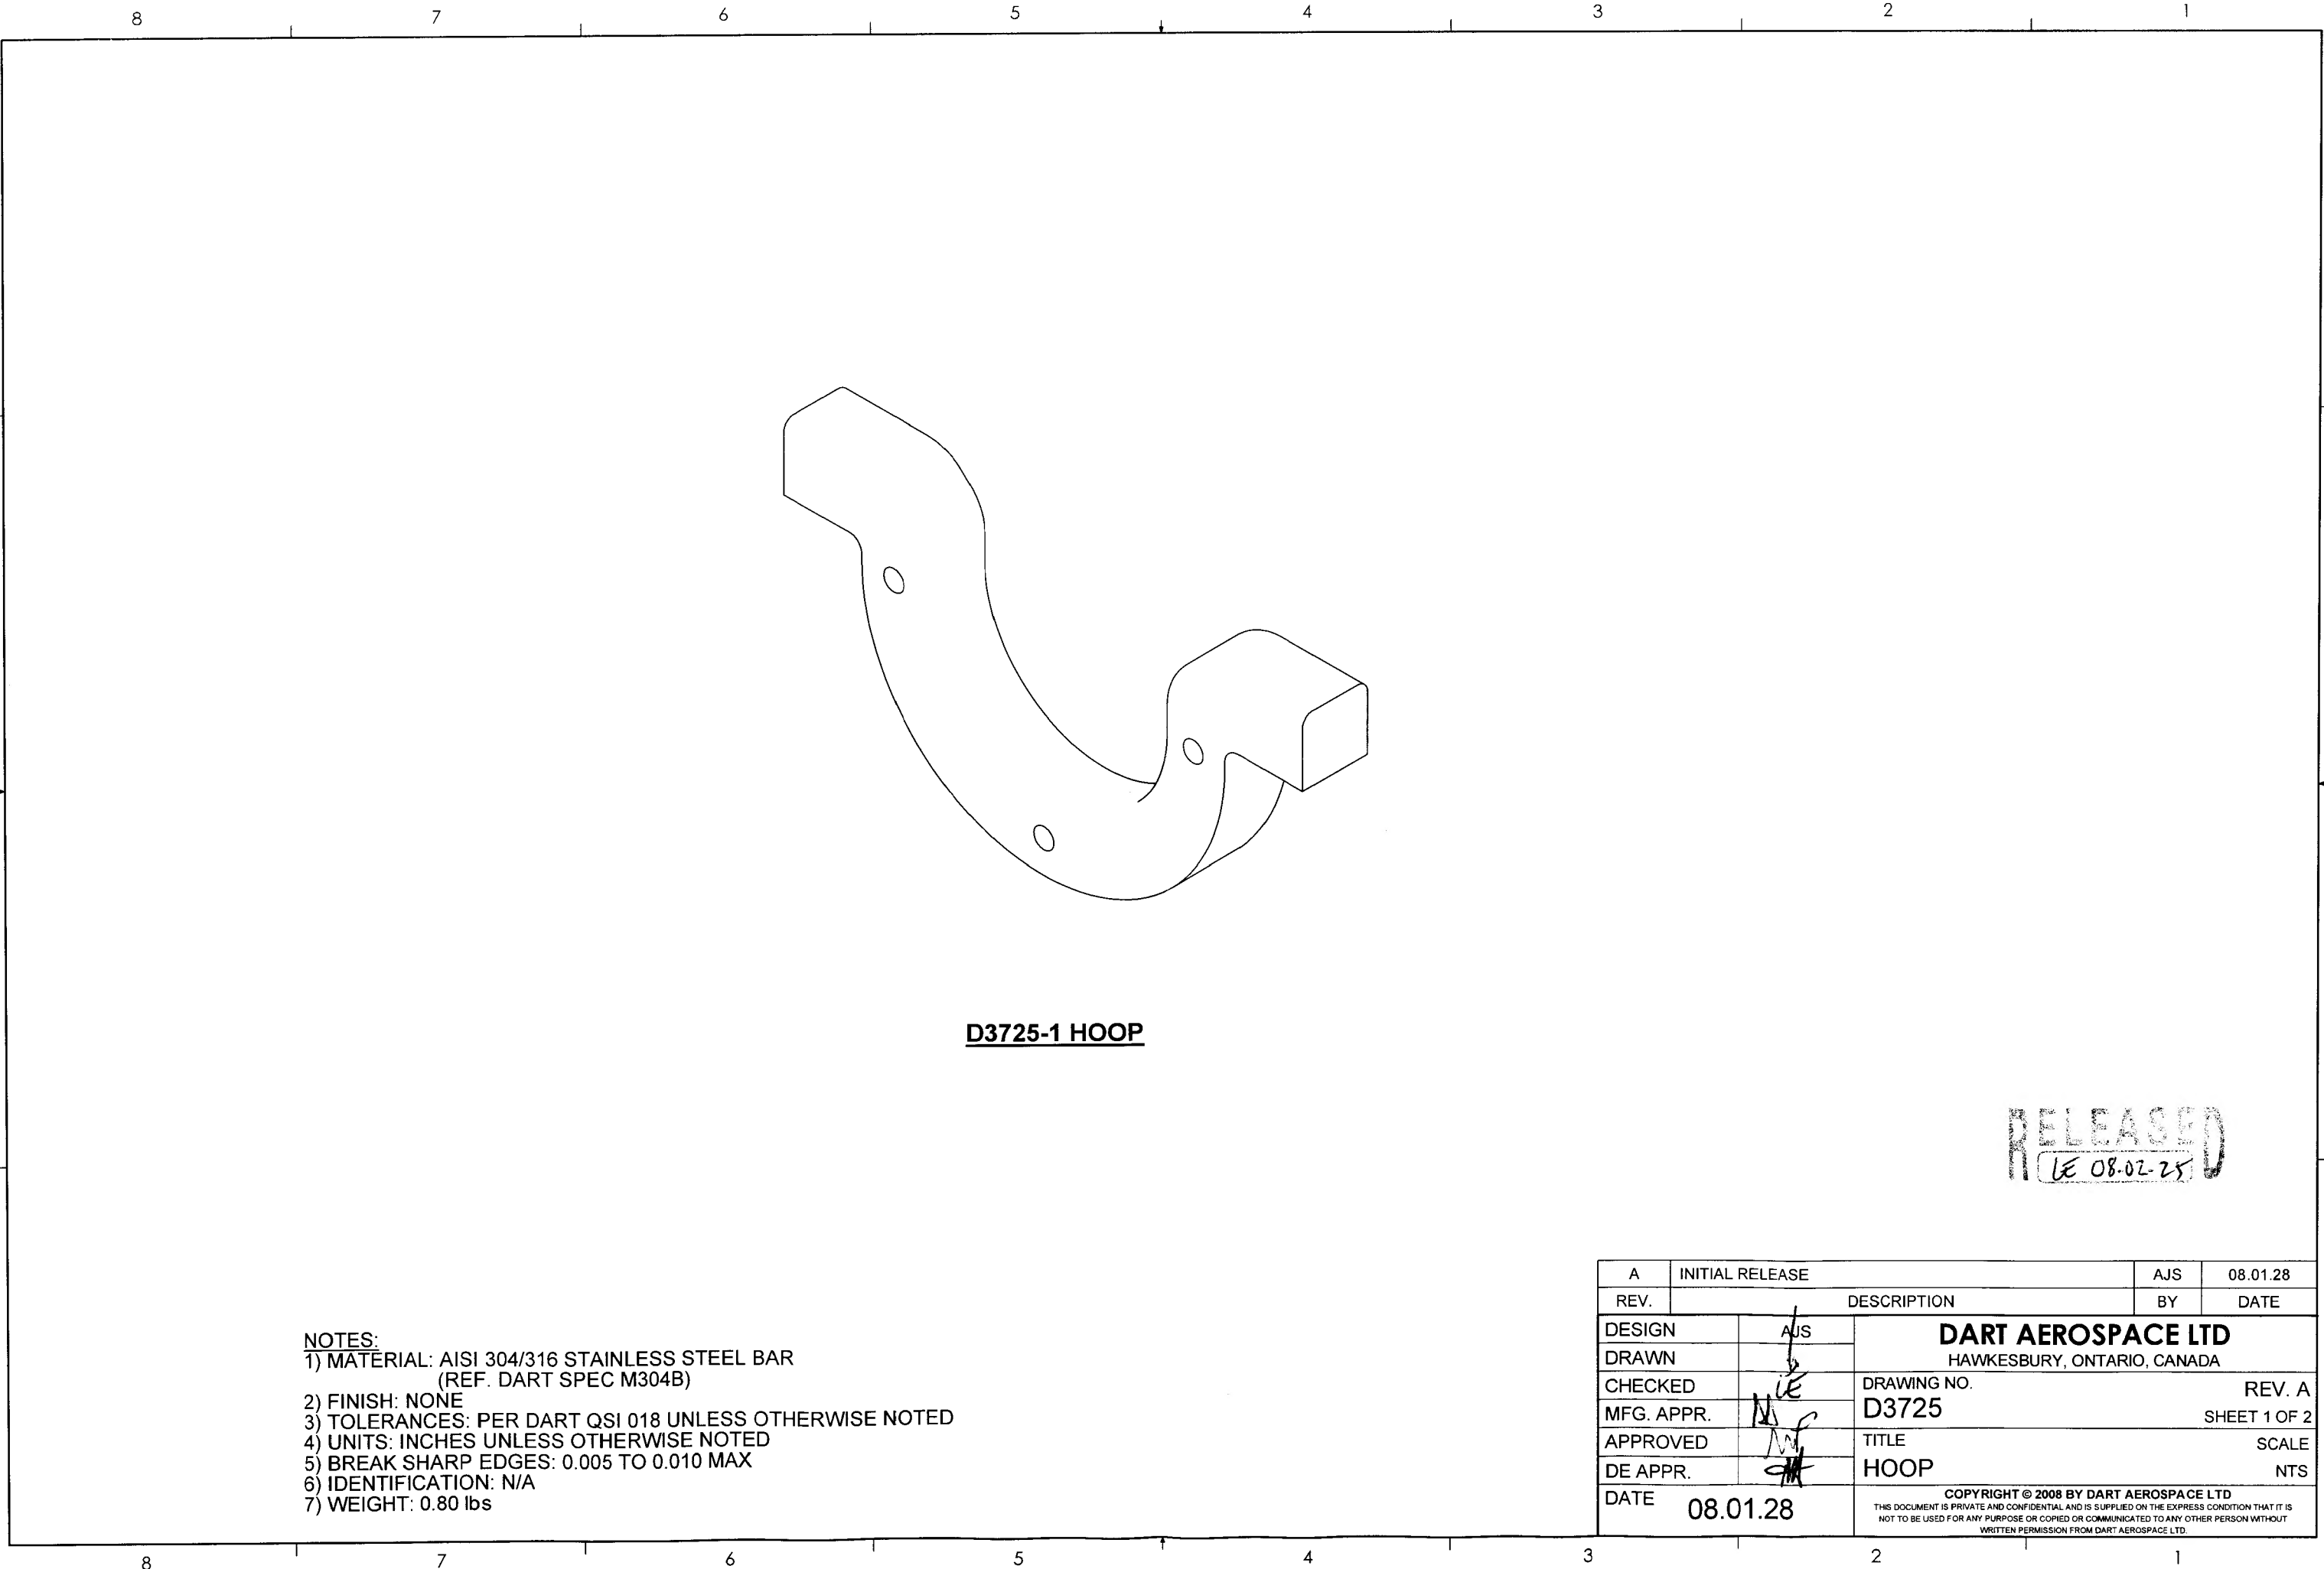 8 7 6 5 4 3 2 1
D3725-1 HOOP
RELEASED
LE 08-02-25
A INITIAL RELEASE AJS 08.01.28
REV. DESCRIPTION BY DATE
DESIGN AJS
DRAWN
CHECKED
MFG. APPR.
APPROVED
DE APPR.
DATE 08.01.28
DART AEROSPACE LTD
HAWKESBURY, ONTARIO, CANADA
DRAWING NO. REV. A
D3725 SHEET 1 OF 2
TITLE SCALE
HOOP NTS
COPYRIGHT © 2008 BY DART AEROSPACE LTD
THIS DOCUMENT IS PRIVATE AND CONFIDENTIAL AND IS SUPPLIED ON THE EXPRESS CONDITION THAT IT IS
NOT TO BE USED FOR ANY PURPOSE OR COPIED OR COMMUNICATED TO ANY OTHER PERSON WITHOUT
WRITTEN PERMISSION FROM DART AEROSPACE LTD.
NOTES:
1) MATERIAL: AISI 304/316 STAINLESS STEEL BAR
(REF. DART SPEC M304B)
2) FINISH: NONE
3) TOLERANCES: PER DART QSI 018 UNLESS OTHERWISE NOTED
4) UNITS: INCHES UNLESS OTHERWISE NOTED
5) BREAK SHARP EDGES: 0.005 TO 0.010 MAX
6) IDENTIFICATION: N/A
7) WEIGHT: 0.80 lbs
8 7 6 5 4 3 2 1